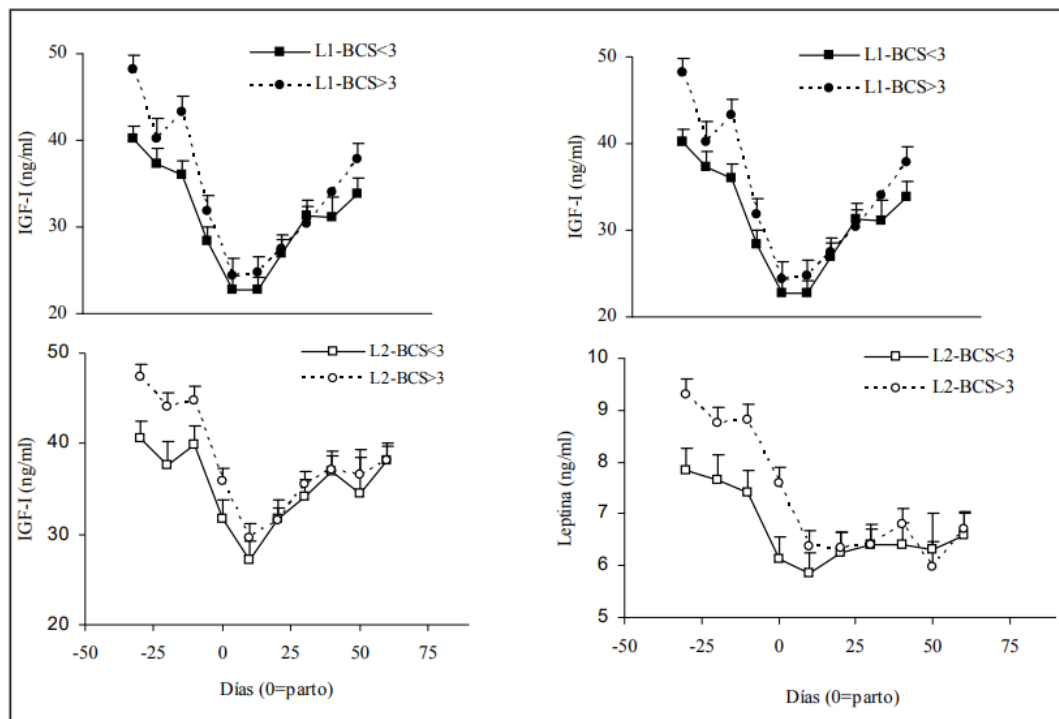 L1-BCS<3
L1-BCS>3
50
40
30
20
IGF-I (ng/ml)
L1-BCS<3
L1-BCS>3
50
40
30
20
IGF-I (ng/ml)
L2-BCS<3
L2-BCS>3
50
40
30
20
IGF-I (ng/ml)
-50 -25 0 25 50 75
Días (0=parto)
L2-BCS<3
L2-BCS>3
10
9
8
7
6
5
Leptina (ng/ml)
-50 -25 0 25 50 75
Días (0=parto)